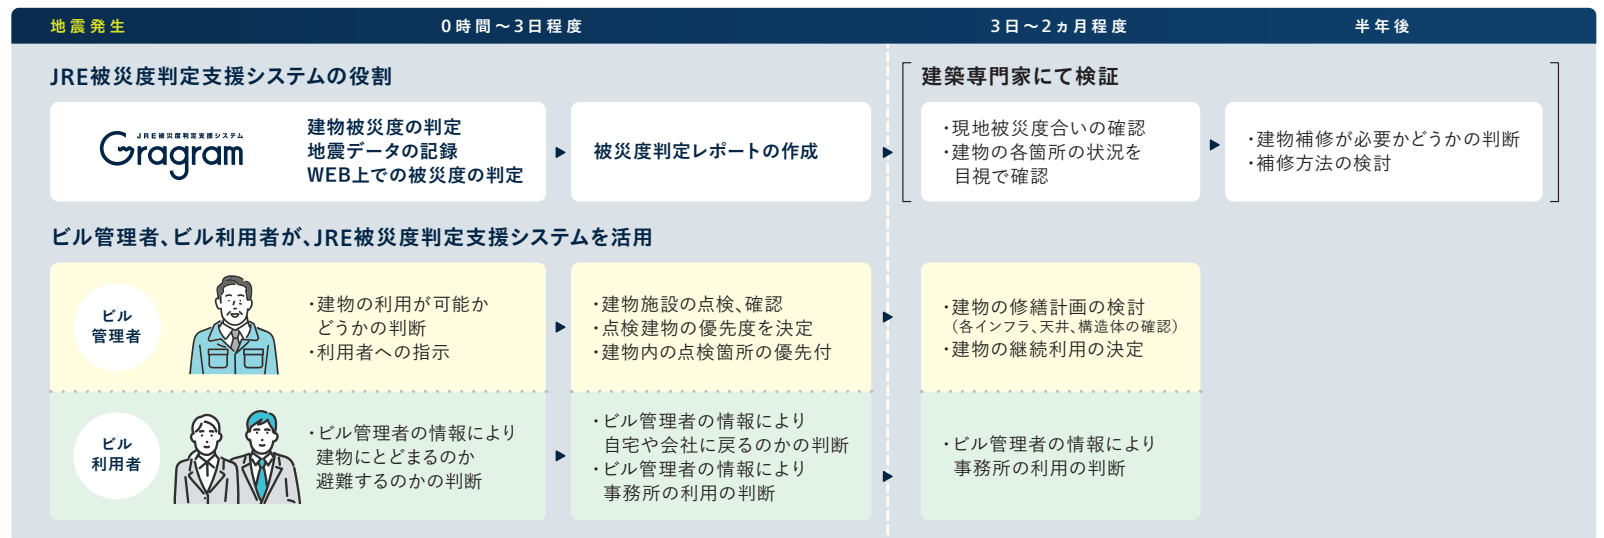 地震発生
0時間～3日程度
3日～2ヵ月程度
半年後
JRE被災度判定支援システムの役割
JRE被災度判定支援システム
Gragram
建物被災度の判定
地震データの記録
WEB上での被災度の判定
被災度判定レポートの作成
建築専門家にて検証
・現地被災度合いの確認
・建物の各箇所の状況を
目視で確認
・建物補修が必要かどうかの判断
・補修方法の検討
ビル管理者、ビル利用者が、JRE被災度判定支援システムを活用
ビル
管理者
・建物の利用が可能か
どうかの判断
・利用者への指示
・建物施設の点検、確認
・点検建物の優先度を決定
・建物内の点検箇所の優先付
・建物の修繕計画の検討
（各インフラ、天井、構造体の確認）
・建物の継続利用の決定
ビル
利用者
・ビル管理者の情報により
建物にとどまるのか
避難するのかの判断
・ビル管理者の情報により
自宅や会社に戻るのかの判断
・ビル管理者の情報により
事務所の利用の判断
・ビル管理者の情報により
事務所の利用の判断